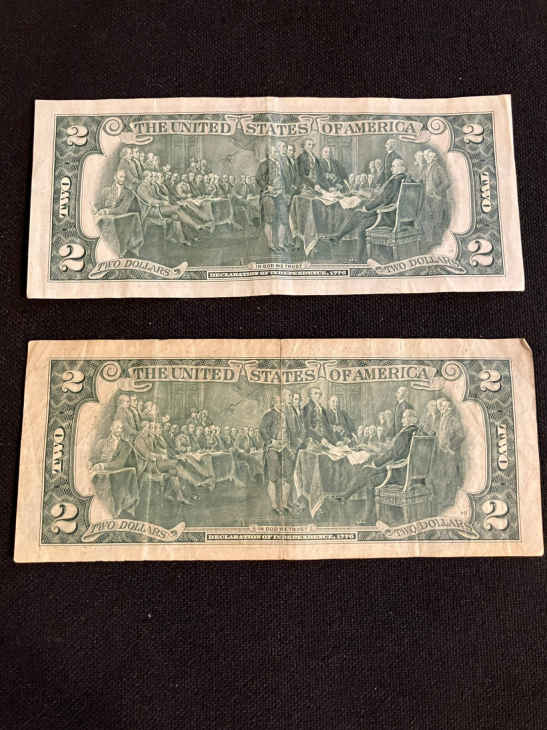 2 THE UNITED STATES OF AMERICA 2
TWO TWO
IN GOD WE TRUST
2 TWO DOLLARS DECLARATION OF INDEPENDENCE, 1776 TWO DOLLARS 2
2 THE UNITED STATES OF AMERICA 2
TWO TWO
IN GOD WE TRUST
2 TWO DOLLARS DECLARATION OF INDEPENDENCE, 1776 TWO DOLLARS 2